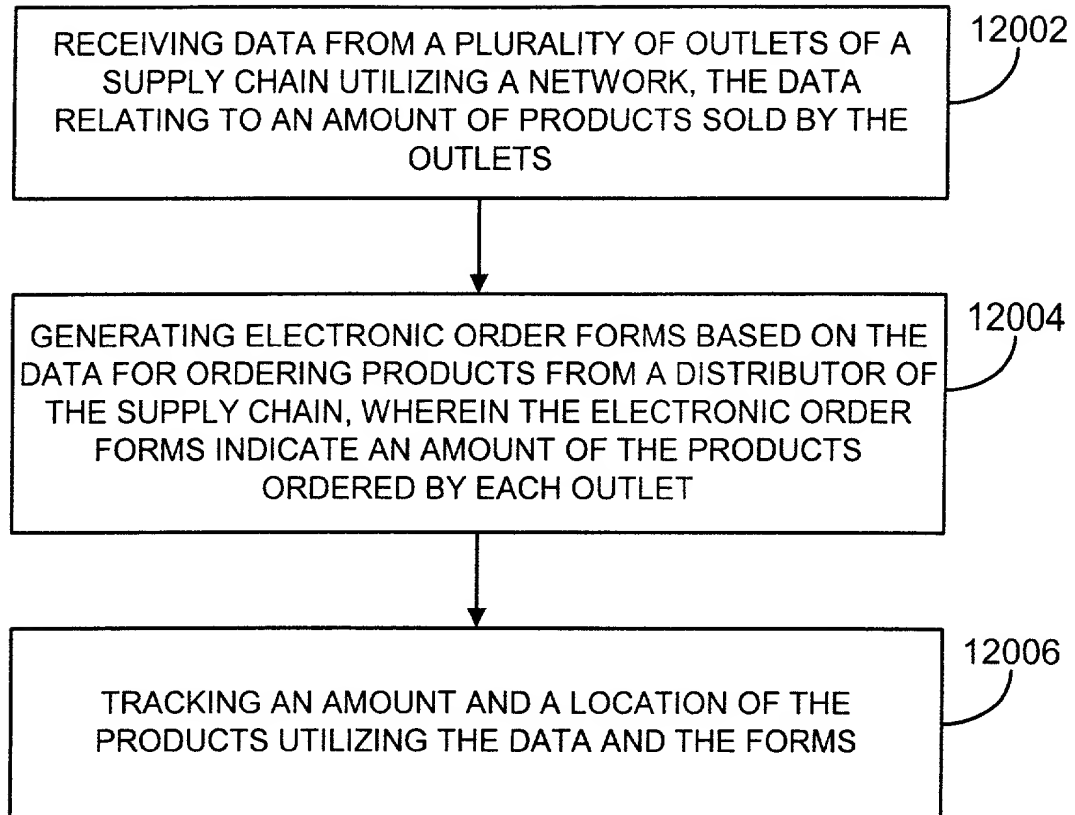 RECEIVING DATA FROM A PLURALITY OF OUTLETS OF A
SUPPLY CHAIN UTILIZING A NETWORK, THE DATA
RELATING TO AN AMOUNT OF PRODUCTS SOLD BY THE
OUTLETS
12002
GENERATING ELECTRONIC ORDER FORMS BASED ON THE
DATA FOR ORDERING PRODUCTS FROM A DISTRIBUTOR OF
THE SUPPLY CHAIN, WHEREIN THE ELECTRONIC ORDER
FORMS INDICATE AN AMOUNT OF THE PRODUCTS
ORDERED BY EACH OUTLET
12004
TRACKING AN AMOUNT AND A LOCATION OF THE
PRODUCTS UTILIZING THE DATA AND THE FORMS
12006